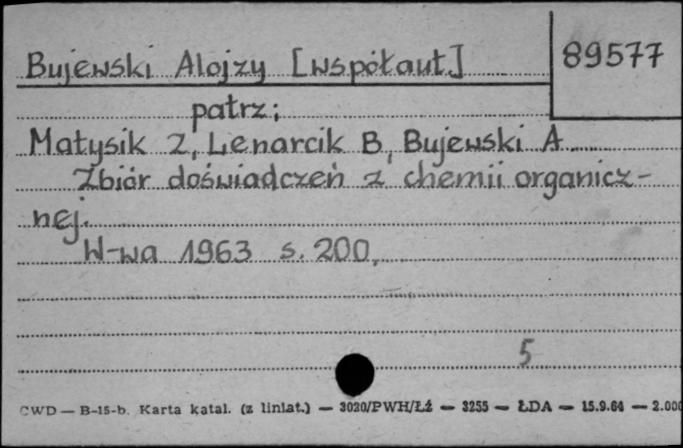 Bujewski Alojzy [współaut.]
89577
patrz:
Matysik Z, Lenarcik B, Bujewski A
Zbiór doświadczeń z chemii organicz-
nej.
W-wa 1963 s. 200,
5
CWD — B-15-b. Karta katal. (z liniat.) — 3020/PWH/Łź — 3255 — ŁDA — 15.9.64 — 2.000